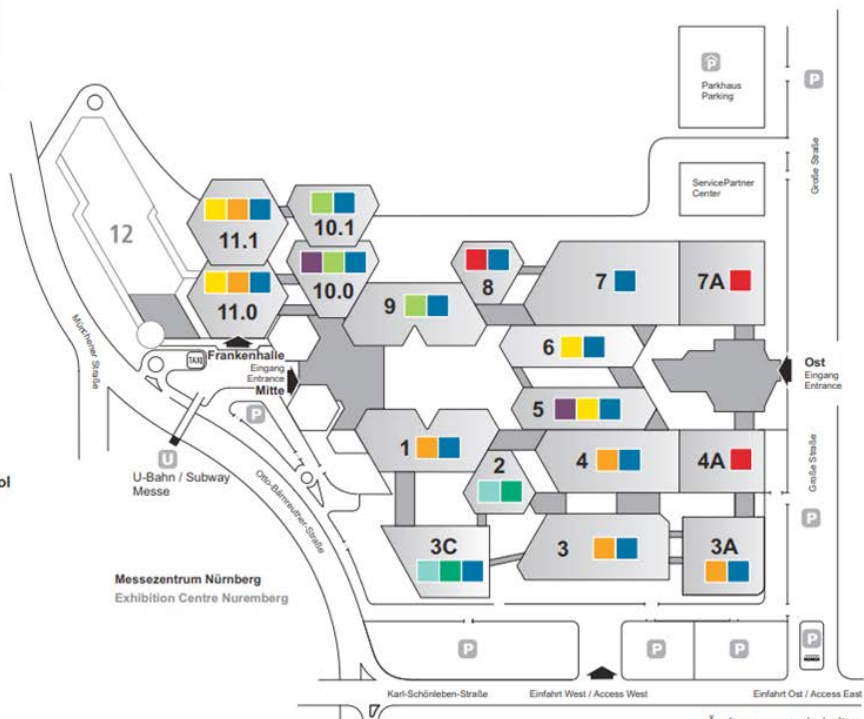 P
Parkhaus
Parking
P
Große Straße
ServicePartner
Center
12
11.1
10.1
11.0
10.0
9
8
7
7A
6
5
Münchener Straße
TAXI
Frankenhalle
Eingang
Entrance
Mitte
Ost
Eingang
Entrance
P
U
U-Bahn / Subway
Messe
Otto-Bärnreuther-Straße
1
2
4
4A
Große Straße
P
ol
3C
3
3A
Messezentrum Nürnberg
Exhibition Centre Nuremberg
P
P
P
P
Karl-Schönleben-Straße
Einfahrt West / Access West
Einfahrt Ost / Access East